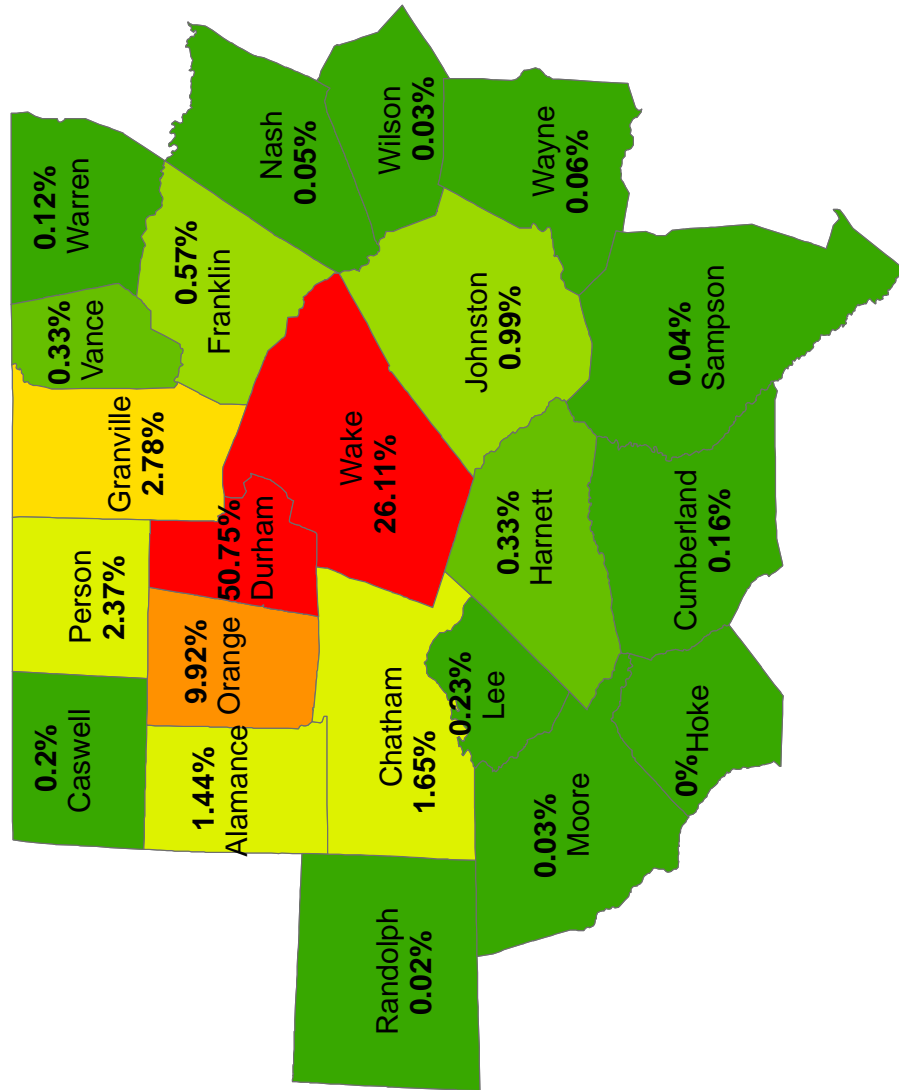 0.12%
Warren
0.33%
Vance
Granville
2.78%
Person
2.37%
0.2%
Caswell
0.57%
Franklin
Nash
0.05%
Wilson
0.03%
Wayne
0.06%
50.75%
Durham
9.92%
Orange
1.44%
Alamance
Wake
26.11%
Johnston
0.99%
Chatham
1.65%
0.33%
Harnett
0.23%
Lee
0.04%
Sampson
Cumberland
0.16%
0% Hoke
0.03%
Moore
Randolph
0.02%